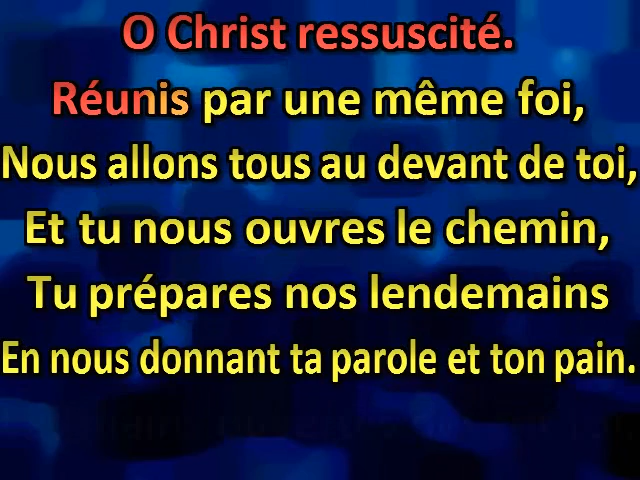 O Christ ressuscité.
Réunis par une même foi,
Nous allons tous au devant de toi,
Et tu nous ouvres le chemin,
Tu prépares nos lendemains
En nous donnant ta parole et ton pain.